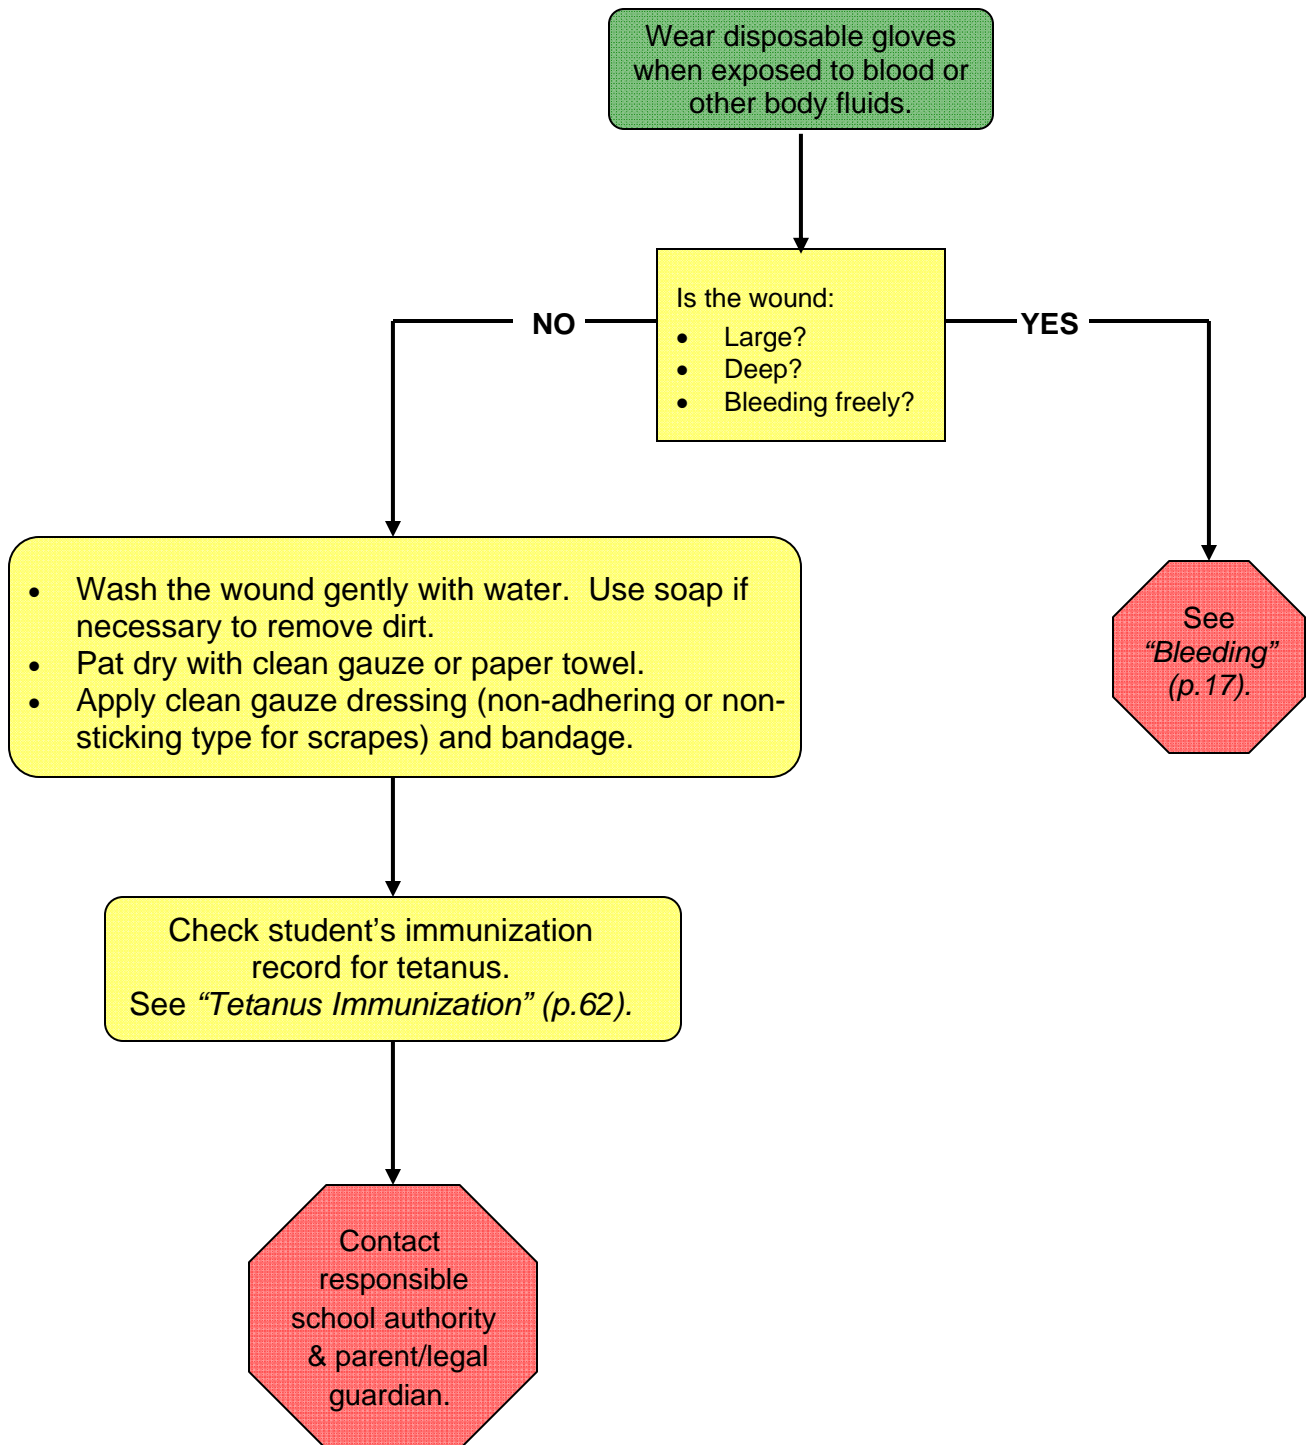 Wear disposable gloves
when exposed to blood or
other body fluids.
Is the wound:
• Large?
• Deep?
• Bleeding freely?
NO
YES
• Wash the wound gently with water.  Use soap if
necessary to remove dirt.
• Pat dry with clean gauze or paper towel.
• Apply clean gauze dressing (non-adhering or non-
sticking type for scrapes) and bandage.
See
“Bleeding”
(p.17).
Check student’s immunization
record for tetanus.
See “Tetanus Immunization” (p.62).
Contact
responsible
school authority
& parent/legal
guardian.